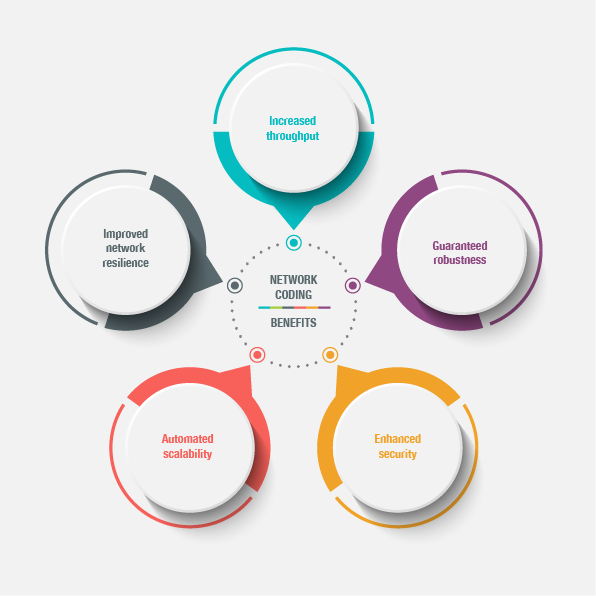 Increased
throughput
Improved
network
resilience
Guaranteed
robustness
NETWORK
CODING
BENEFITS
Automated
scalability
Enhanced
security